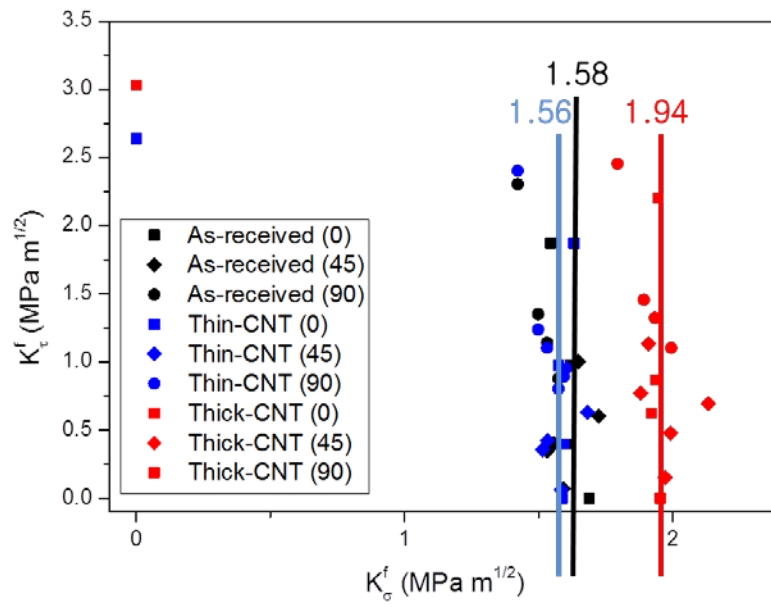 3.5
3.0
2.5
2.0
1.5
1.0
0.5
0.0
K_τ^f (MPa m^1/2)
1.58
1.56
1.94
As-received (0)
As-received (45)
As-received (90)
Thin-CNT (0)
Thin-CNT (45)
Thin-CNT (90)
Thick-CNT (0)
Thick-CNT (45)
Thick-CNT (90)
0 1 2
K_σ^f (MPa m^1/2)